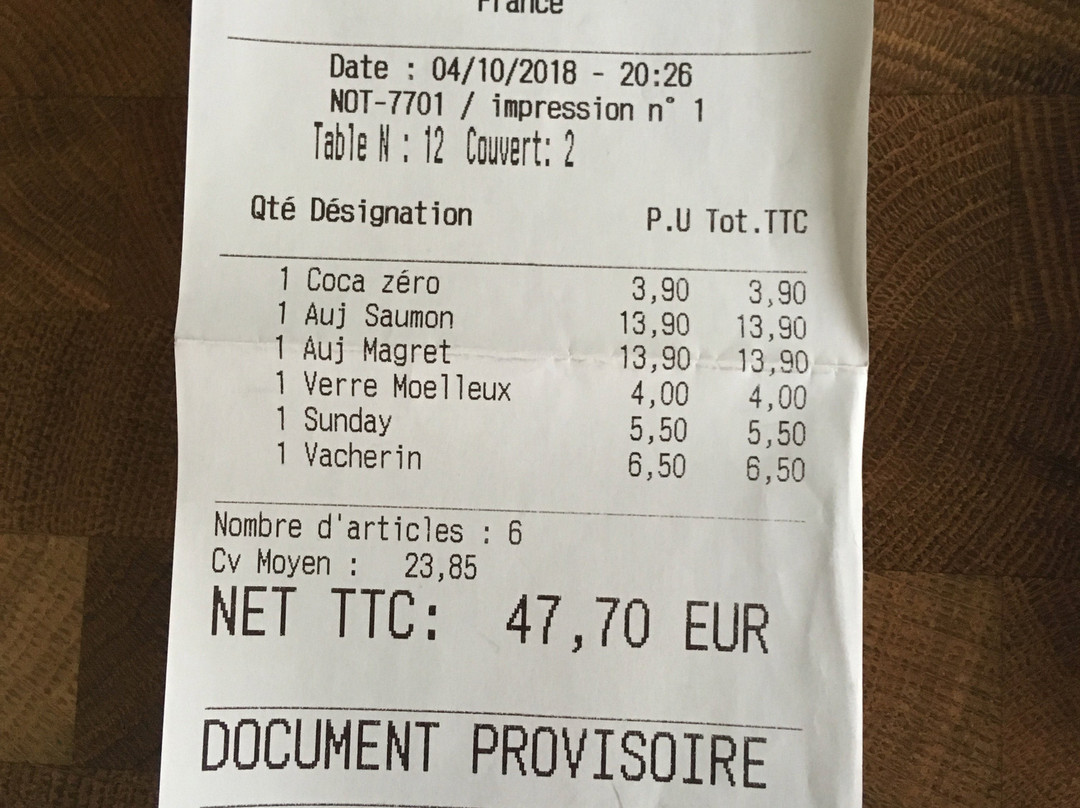 France
Date : 04/10/2018 - 20:26
NOT-7701 / impression n° 1
Table N : 12 Couvert: 2
Qté Désignation P.U Tot.TTC
1 Coca zéro 3,90 3,90
1 Auj Saumon 13,90 13,90
1 Auj Magret 13,90 13,90
1 Verre Moelleux 4,00 4,00
1 Sunday 5,50 5,50
1 Vacherin 6,50 6,50
Nombre d'articles : 6
Cv Moyen : 23,85
NET TTC: 47,70 EUR
DOCUMENT PROVISOIRE